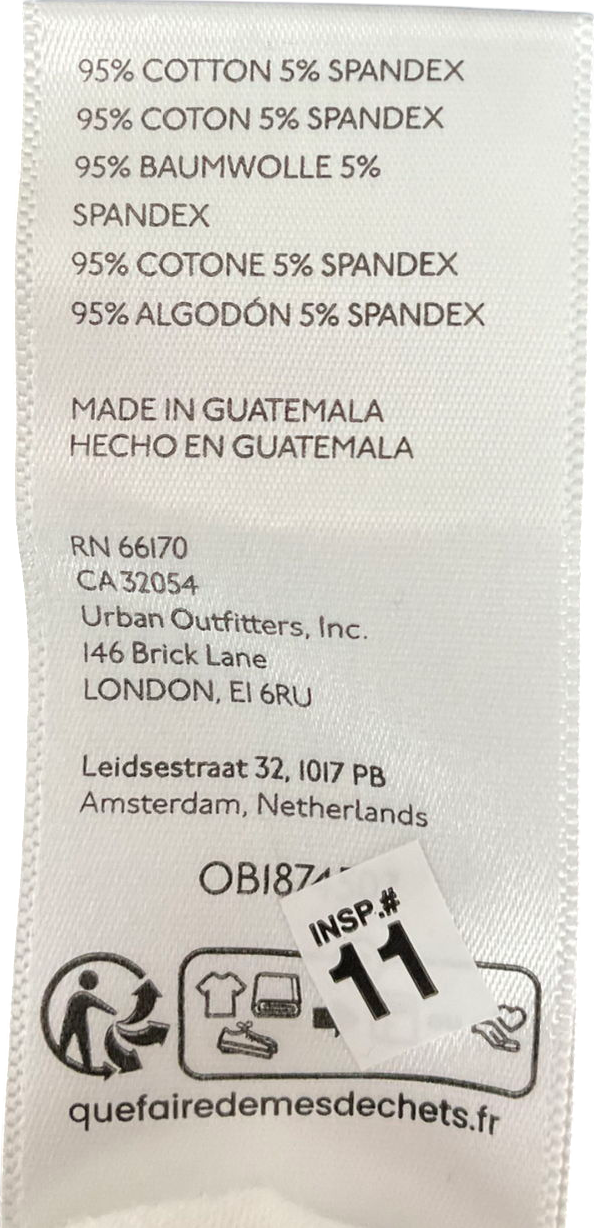 95% COTTON 5% SPANDEX
95% COTON 5% SPANDEX
95% BAUMWOLLE 5%
SPANDEX
95% COTONE 5% SPANDEX
95% ALGODÓN 5% SPANDEX
MADE IN GUATEMALA
HECHO EN GUATEMALA
RN 66170
CA 32054
Urban Outfitters, Inc.
146 Brick Lane
LONDON, E1 6RU
Leidsestraat 32, 1017 PB
Amsterdam, Netherlands
INSP.#
11
quefairedemesdechets.fr